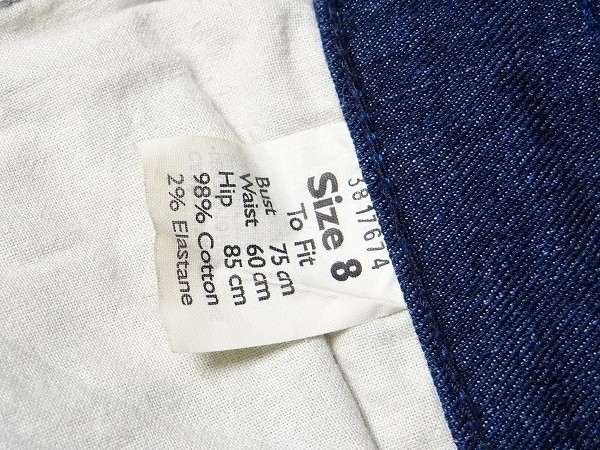 3817674
Size 8
To Fit
Bust 75 cm
Waist 60 cm
Hip 85 cm
98% Cotton
2% Elastane